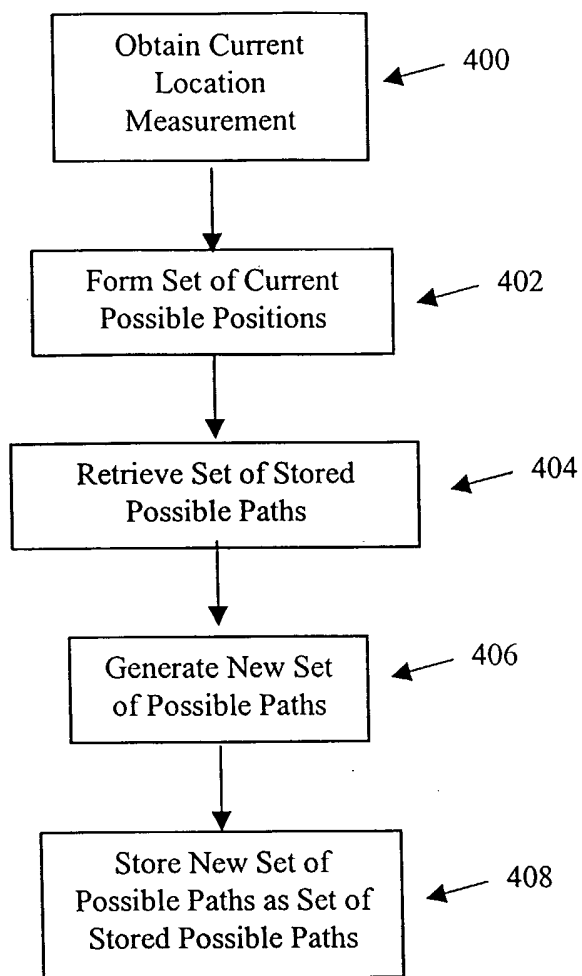 Obtain Current
Location
Measurement
400
Form Set of Current
Possible Positions
402
Retrieve Set of Stored
Possible Paths
404
Generate New Set
of Possible Paths
406
Store New Set of
Possible Paths as Set of
Stored Possible Paths
408